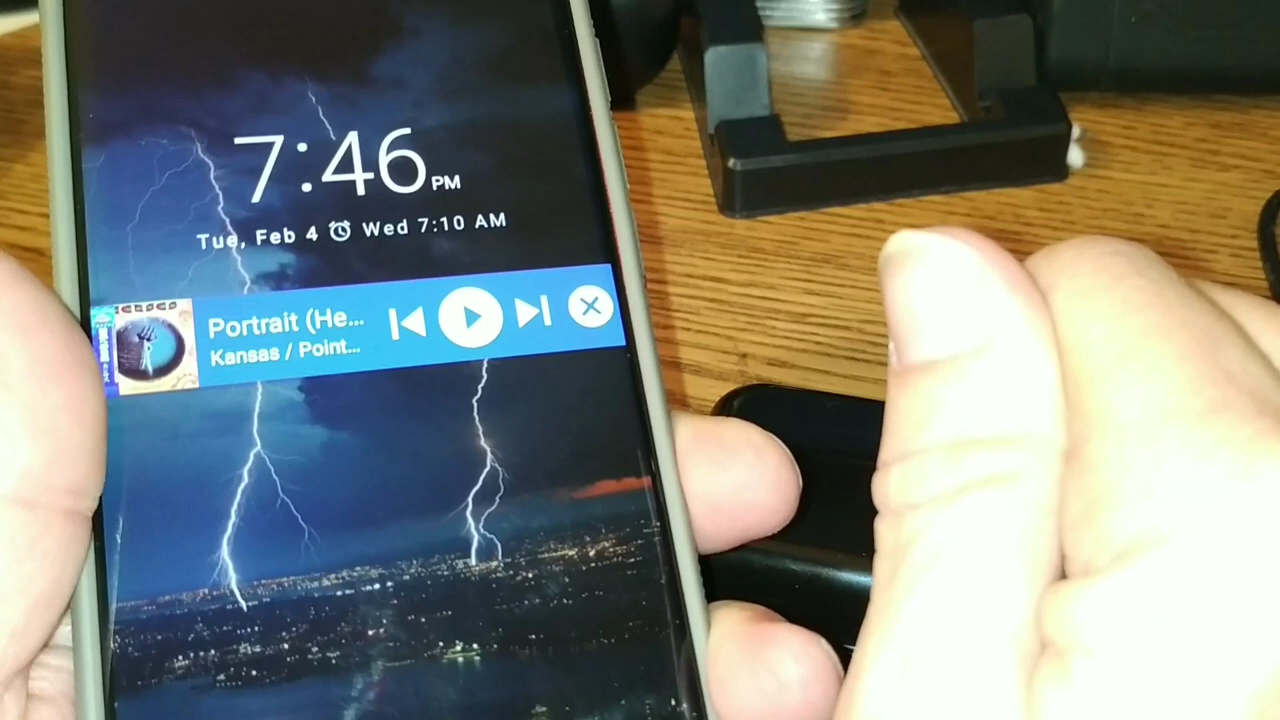 7:46 PM
Tue, Feb 4 Wed 7:10 AM
Portrait (He...
Kansas / Point...